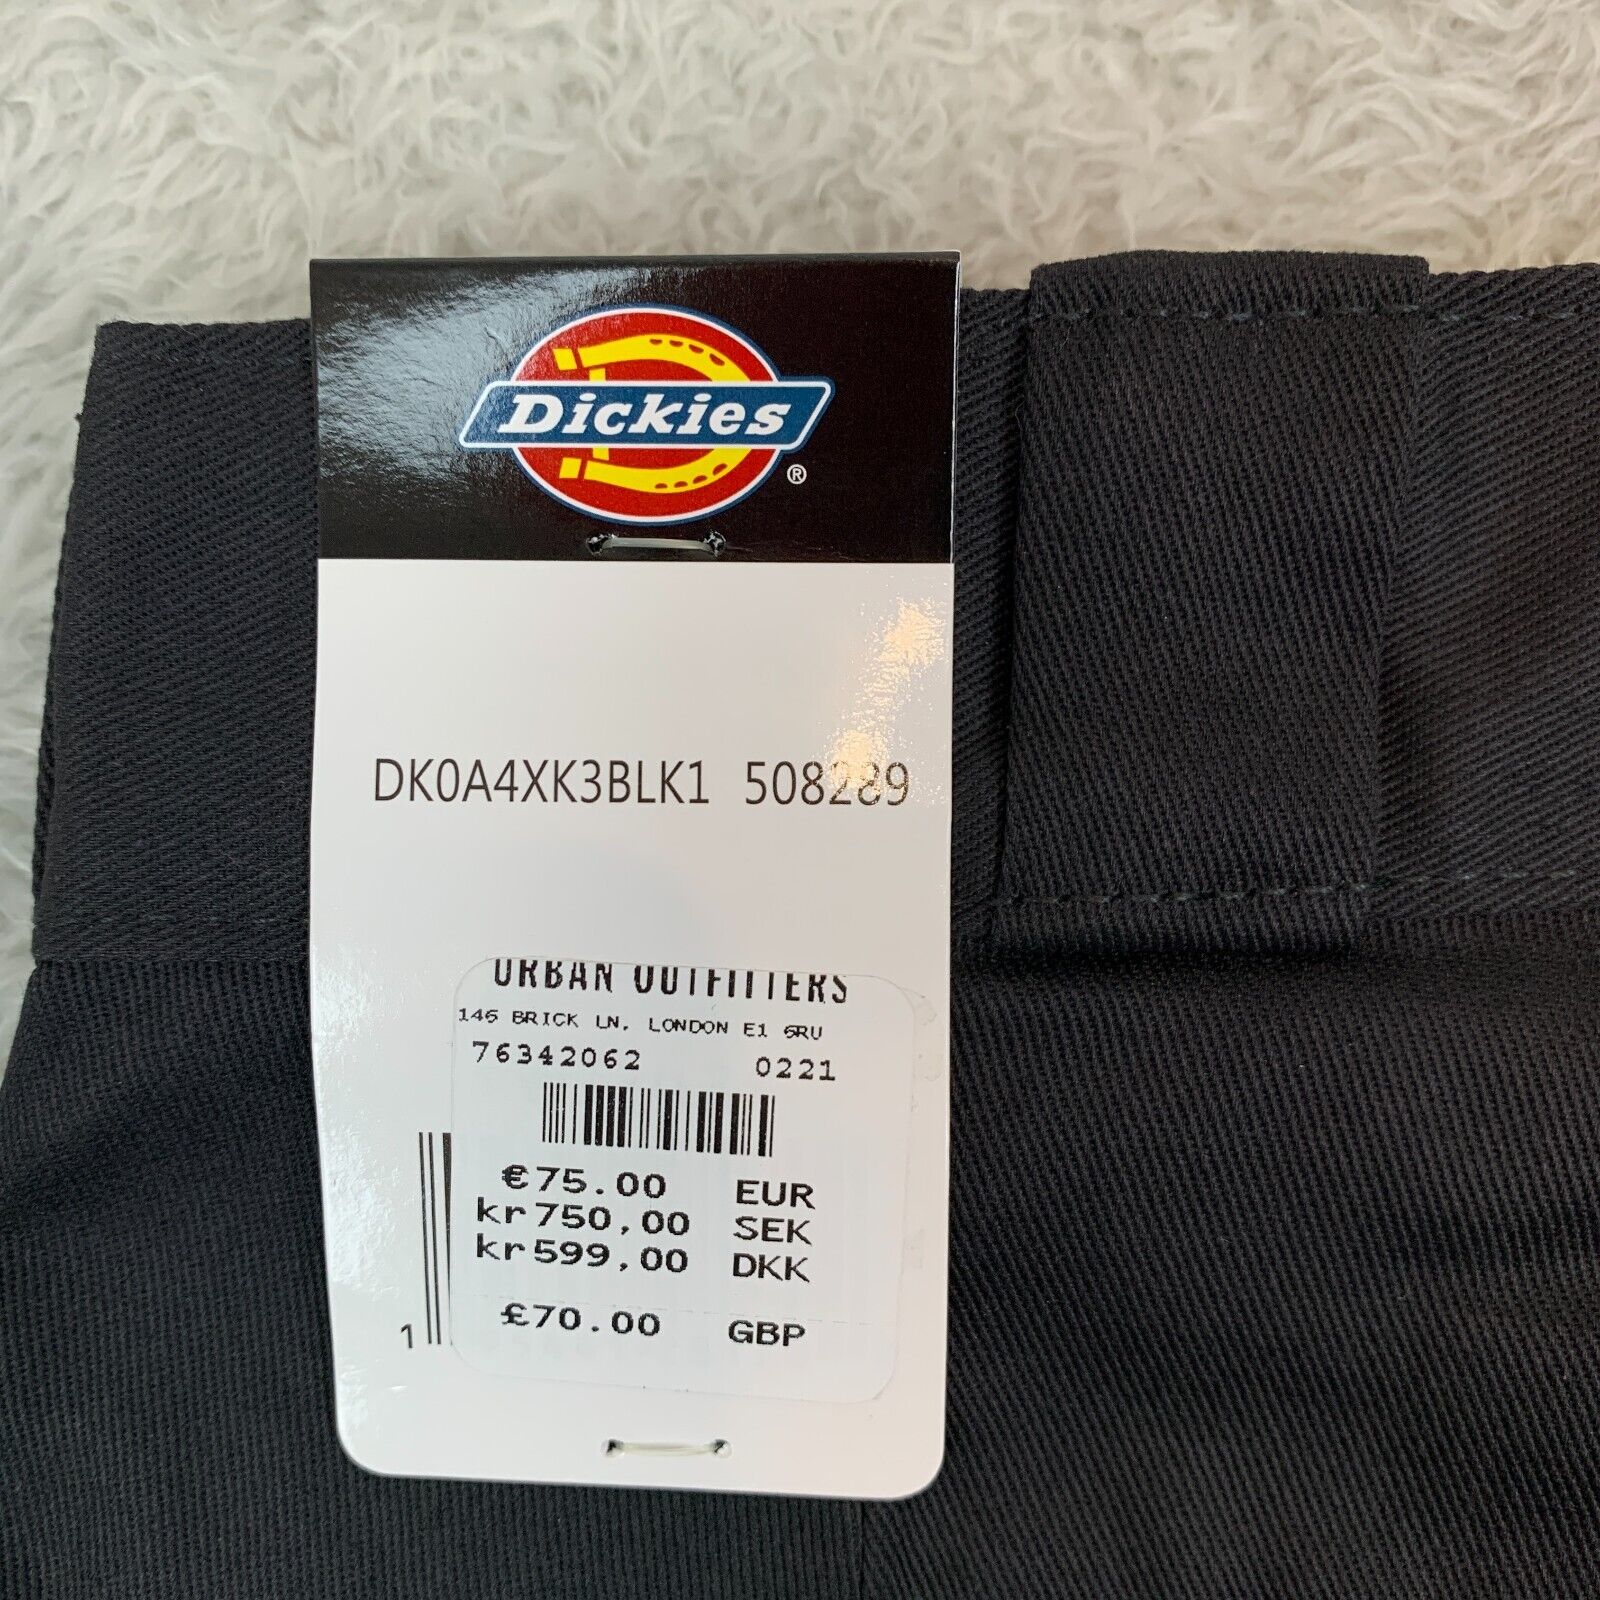 Dickies
®
DK0A4XK3BLK1 508289
URBAN OUTFITTERS
146 BRICK LN, LONDON E1 6RU
76342062 0221
€75.00 EUR
kr750,00 SEK
kr599,00 DKK
£70.00 GBP
1